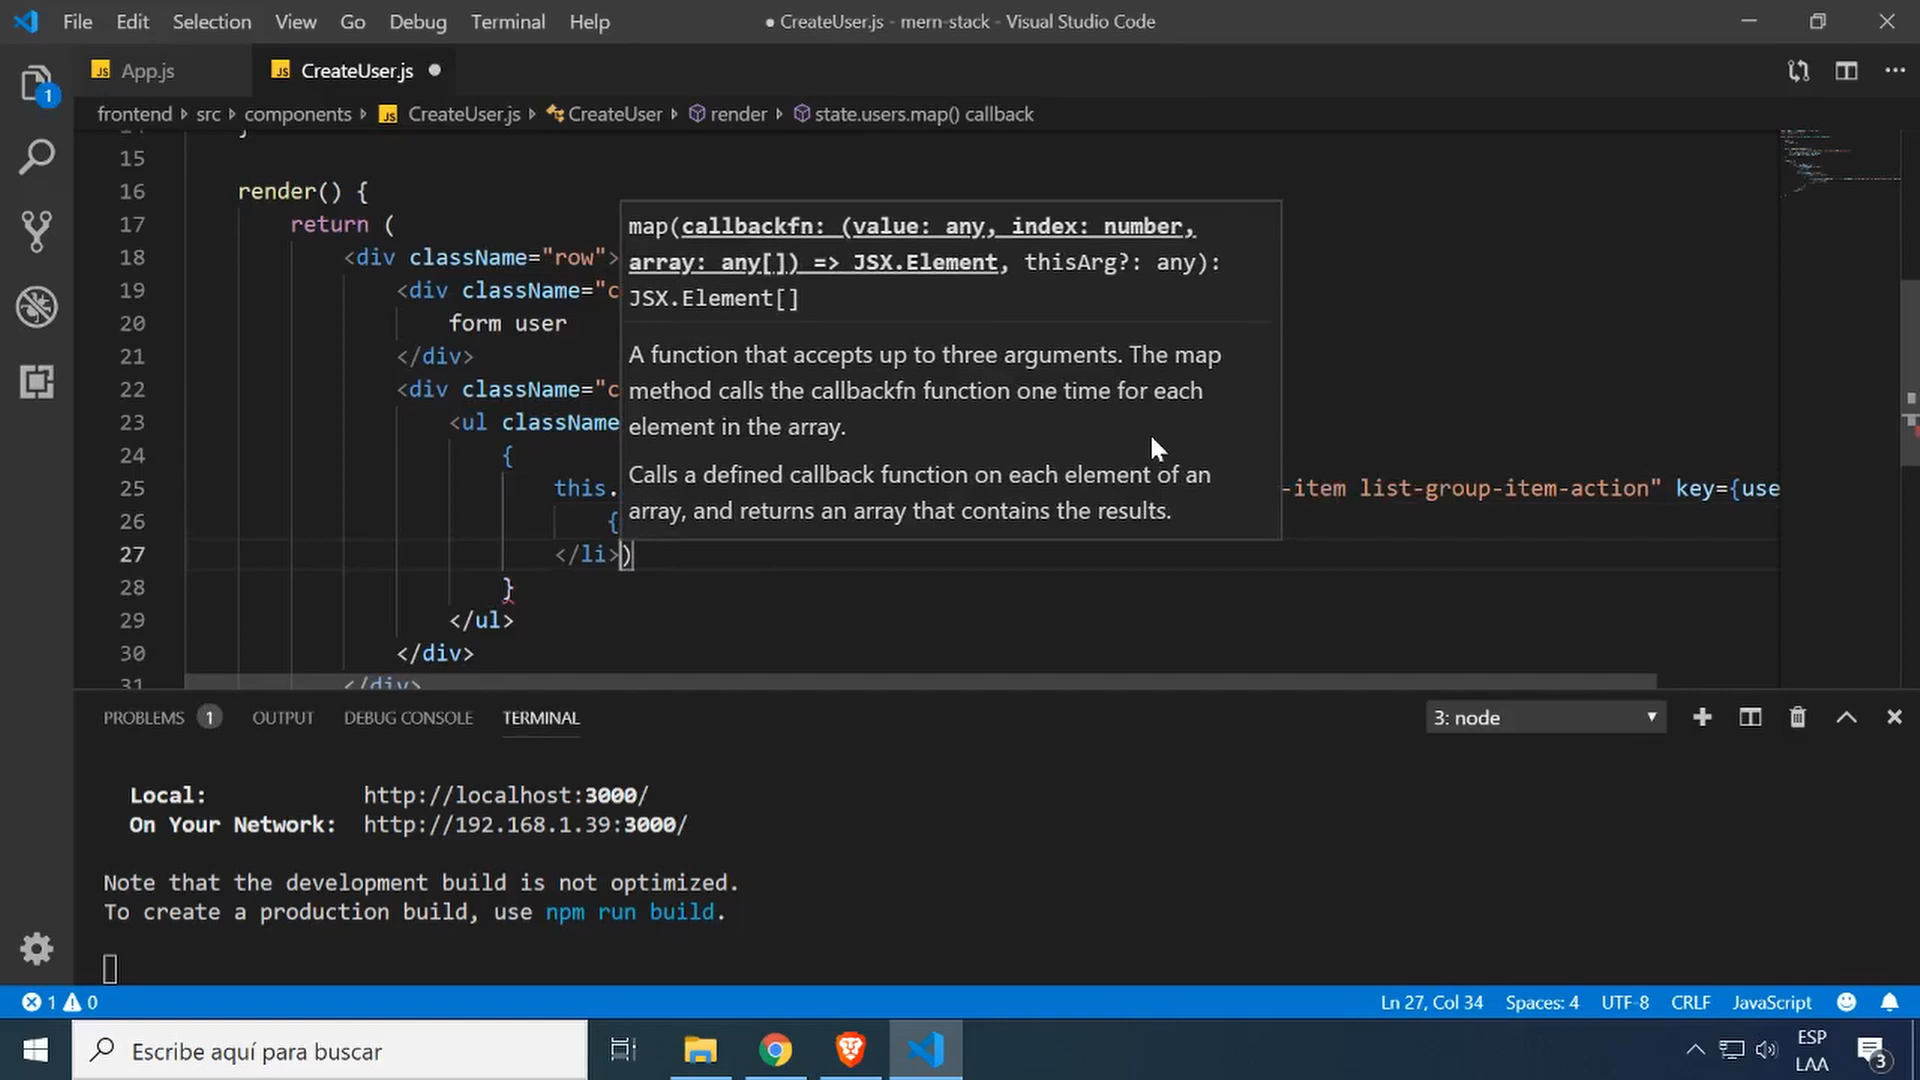 File Edit Selection View Go Debug Terminal Help
● CreateUser.js - mern-stack - Visual Studio Code
JS App.js
JS CreateUser.js ●
1
frontend src components JS CreateUser.js CreateUser render state.users.map() callback
15
16 render() {
17 return (
18 <div className="row">
19 <div className="c
20 form user
21 </div>
22 <div className="c
23 <ul className
24 {
25 this. -item list-group-item-action" key={use
26 {
27 </li>)
28 }
29 </ul>
30 </div>
31 </div>
map(callbackfn: (value: any, index: number,
array: any[]) => JSX.Element, thisArg?: any):
JSX.Element[]
A function that accepts up to three arguments. The map
method calls the callbackfn function one time for each
element in the array.
Calls a defined callback function on each element of an
array, and returns an array that contains the results.
PROBLEMS 1 OUTPUT DEBUG CONSOLE TERMINAL
3: node
Local: http://localhost:3000/
On Your Network: http://192.168.1.39:3000/
Note that the development build is not optimized.
To create a production build, use npm run build.
1 0
Ln 27, Col 34 Spaces: 4 UTF-8 CRLF JavaScript
Escribe aquí para buscar
ESP
LAA
3